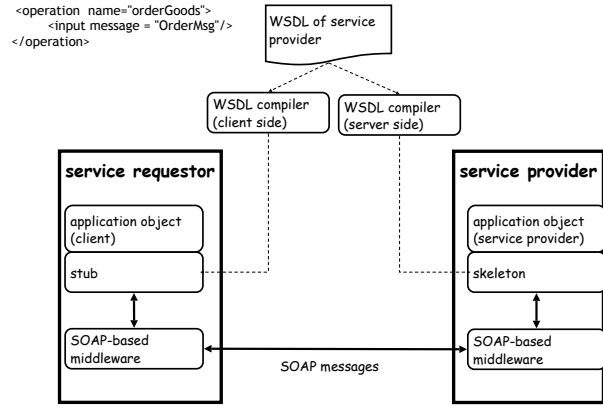 <operation name="orderGoods">
<input message = "OrderMsg"/>
</operation>
WSDL of service
provider
WSDL compiler
(client side)
WSDL compiler
(server side)
service requestor
application object
(client)
stub
SOAP-based
middleware
service provider
application object
(service provider)
skeleton
SOAP-based
middleware
SOAP messages